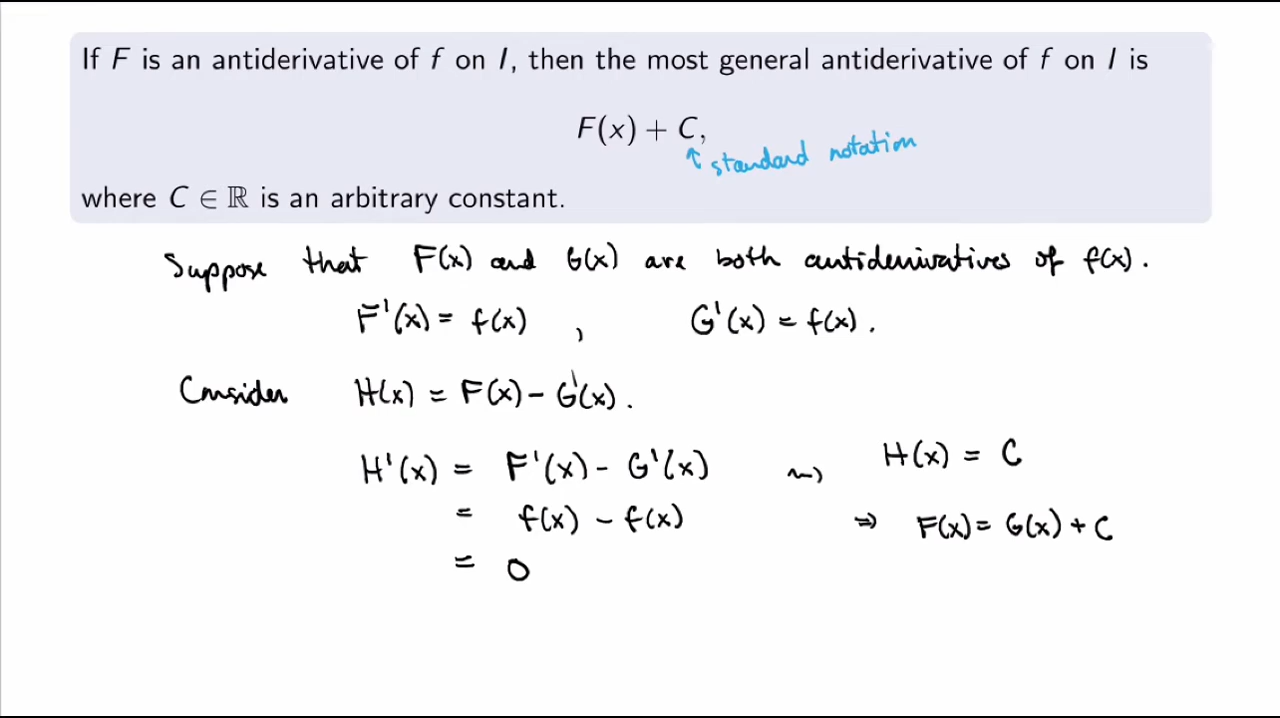 If F is an antiderivative of f on I, then the most general antiderivative of f on I is
F(x) + C,
↑ standard notation
where C ∈ ℝ is an arbitrary constant.
Suppose that F(x) and G(x) are both antiderivatives of f(x).
F'(x) = f(x) , G'(x) = f(x).
Consider H(x) = F(x) - G'(x).
H'(x) = F'(x) - G'(x) ⇝ H(x) = C
= f(x) - f(x) ⇒ F(x) = G(x) + C
= 0